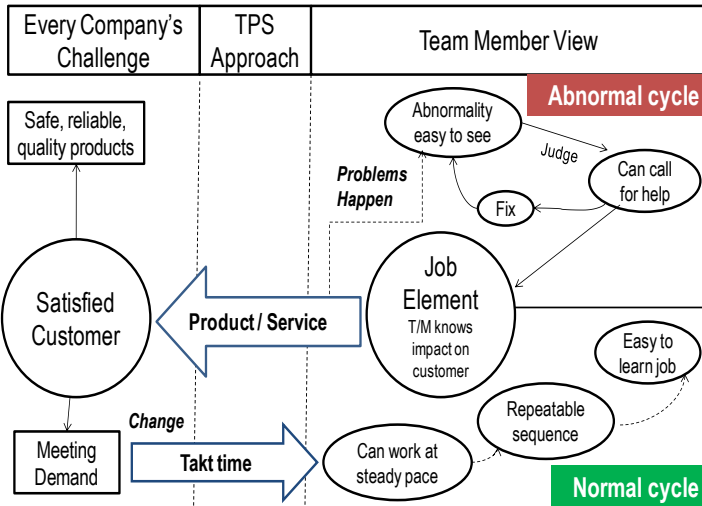 Every Company's
Challenge
TPS
Approach
Team Member View
Abnormal cycle
Safe, reliable,
quality products
Abnormality
easy to see
Judge
Can call
for help
Problems
Happen
Fix
Satisfied
Customer
Product / Service
Job
Element
T/M knows
impact on
customer
Easy to
learn job
Change
Repeatable
sequence
Meeting
Demand
Takt time
Can work at
steady pace
Normal cycle